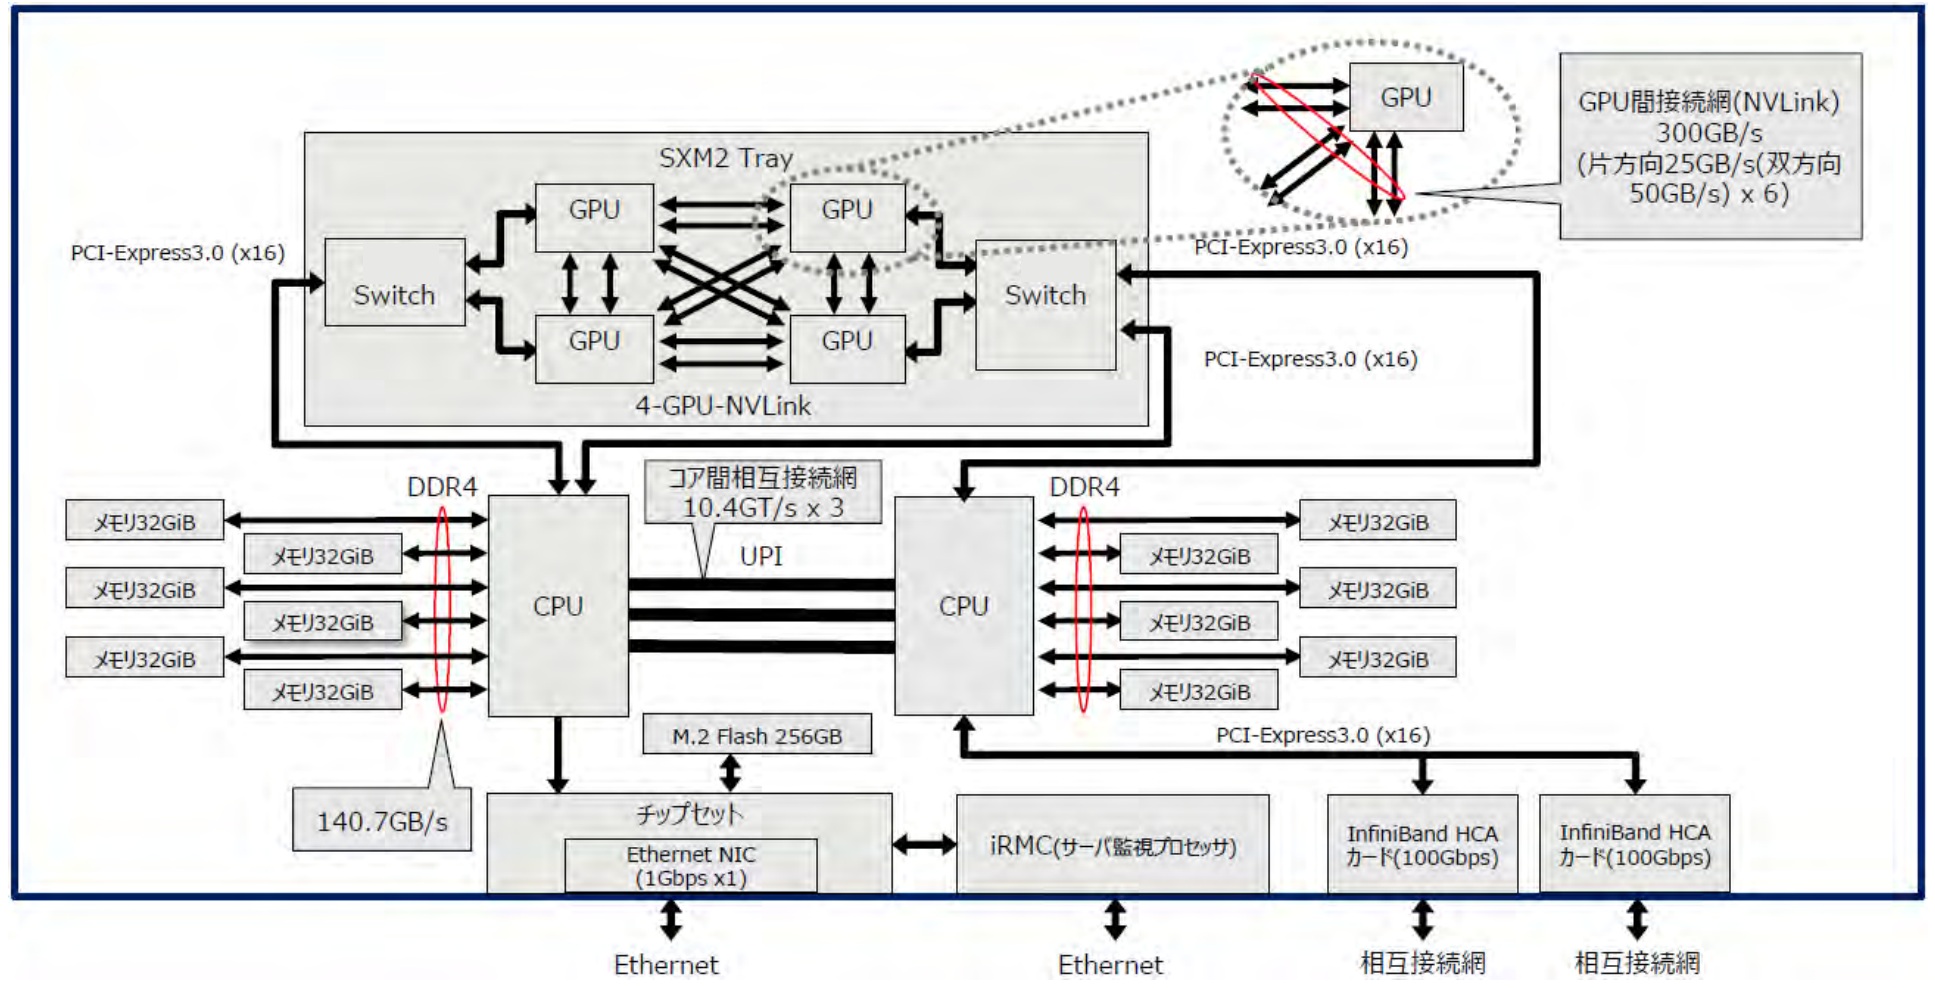 GPU
GPU間接続網(NVLink)
300GB/s
(片方向25GB/s(双方向
50GB/s) x 6)
SXM2 Tray
GPU
GPU
PCI-Express3.0 (x16)
PCI-Express3.0 (x16)
Switch
Switch
GPU
GPU
PCI-Express3.0 (x16)
4-GPU-NVLink
コア間相互接続網
10.4GT/s x 3
DDR4
DDR4
メモリ32GiB
メモリ32GiB
メモリ32GiB
メモリ32GiB
メモリ32GiB
メモリ32GiB
UPI
CPU
CPU
メモリ32GiB
メモリ32GiB
メモリ32GiB
メモリ32GiB
メモリ32GiB
メモリ32GiB
M.2 Flash 256GB
PCI-Express3.0 (x16)
140.7GB/s
チップセット
Ethernet NIC
(1Gbps x1)
iRMC(サーバ監視プロセッサ)
InfiniBand HCA
カード(100Gbps)
InfiniBand HCA
カード(100Gbps)
Ethernet
Ethernet
相互接続網
相互接続網